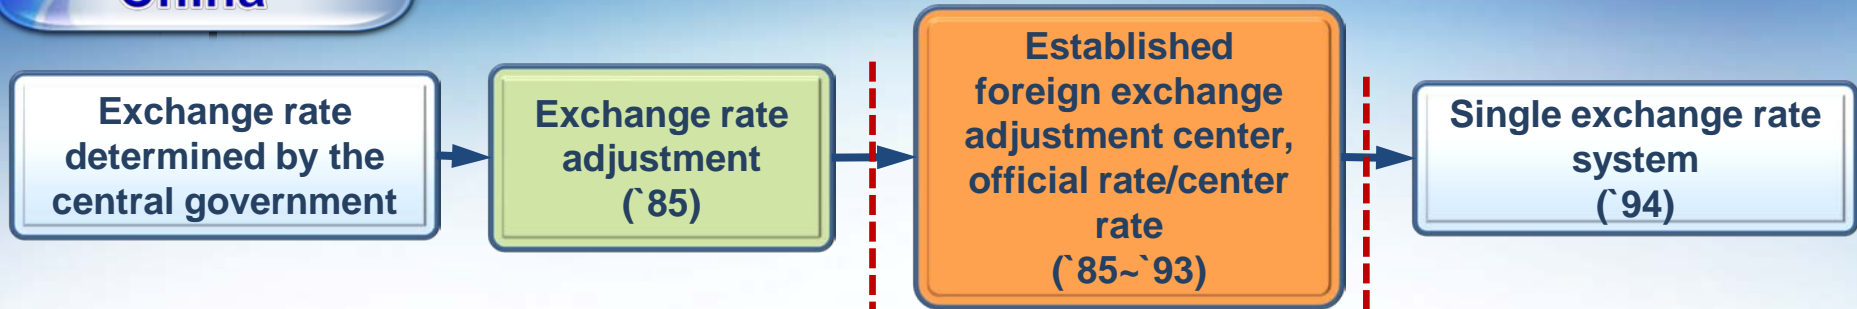 China
Exchange rate
determined by the
central government
Exchange rate
adjustment
(`85)
Established
foreign exchange
adjustment center,
official rate/center
rate
(`85~`93)
Single exchange rate
system
(`94)